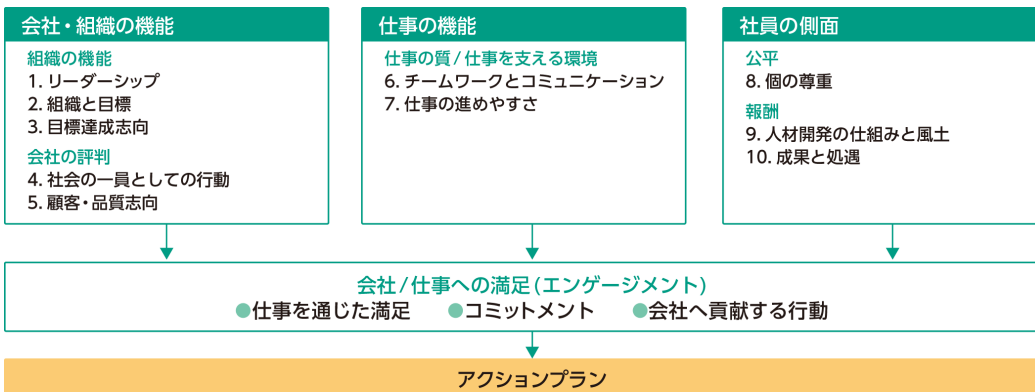 会社・組織の機能
組織の機能
1. リーダーシップ
2. 組織と目標
3. 目標達成志向
会社の評判
4. 社会の一員としての行動
5. 顧客・品質志向
仕事の機能
仕事の質/仕事を支える環境
6. チームワークとコミュニケーション
7. 仕事の進めやすさ
社員の側面
公平
8. 個の尊重
報酬
9. 人材開発の仕組みと風土
10. 成果と処遇
会社/仕事への満足(エンゲージメント)
●仕事を通じた満足 ●コミットメント ●会社へ貢献する行動
アクションプラン